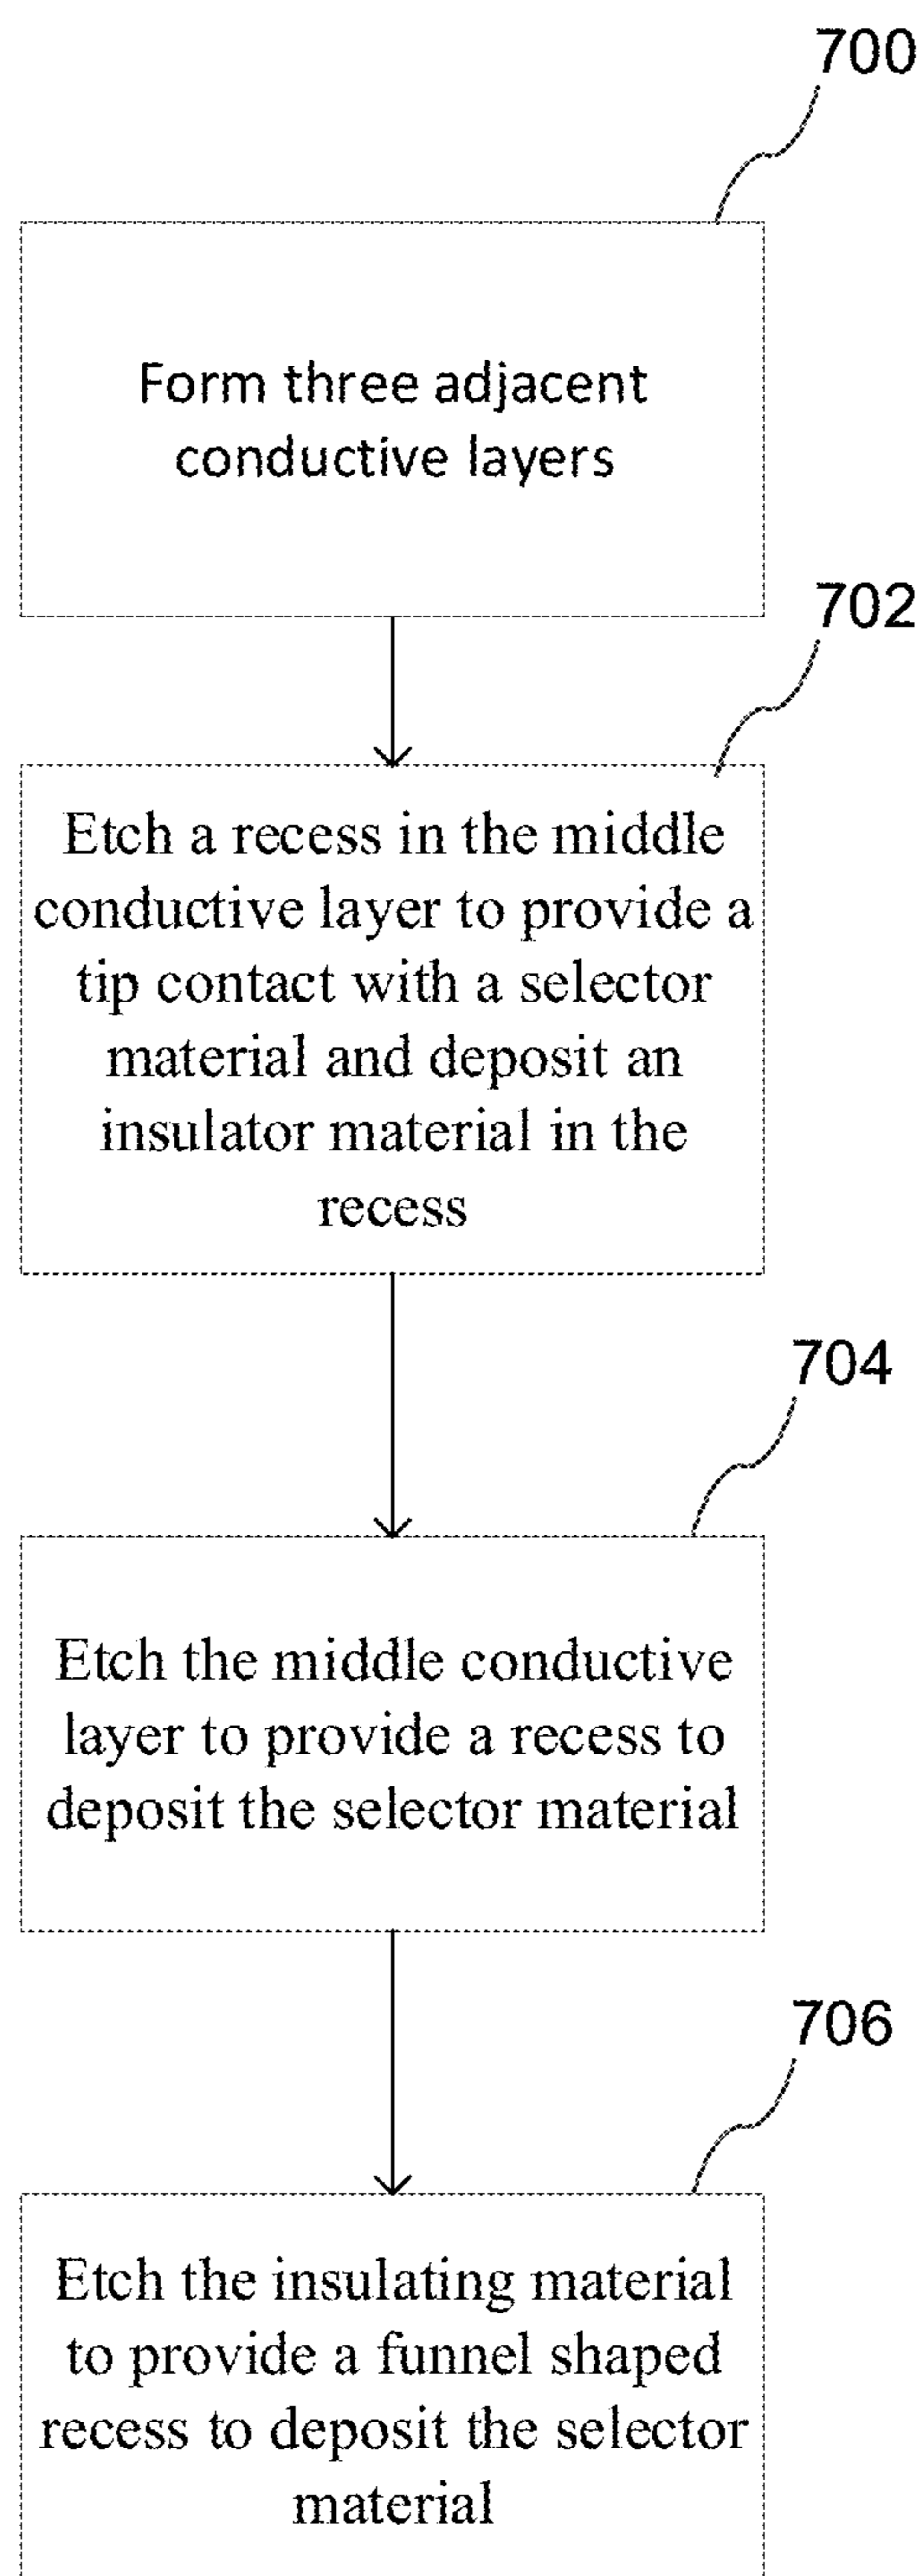 700
Form three adjacent
conductive layers
702
Etch a recess in the middle
conductive layer to provide a
tip contact with a selector
material and deposit an
insulator material in the
recess
704
Etch the middle conductive
layer to provide a recess to
deposit the selector material
706
Etch the insulating material
to provide a funnel shaped
recess to deposit the selector
material